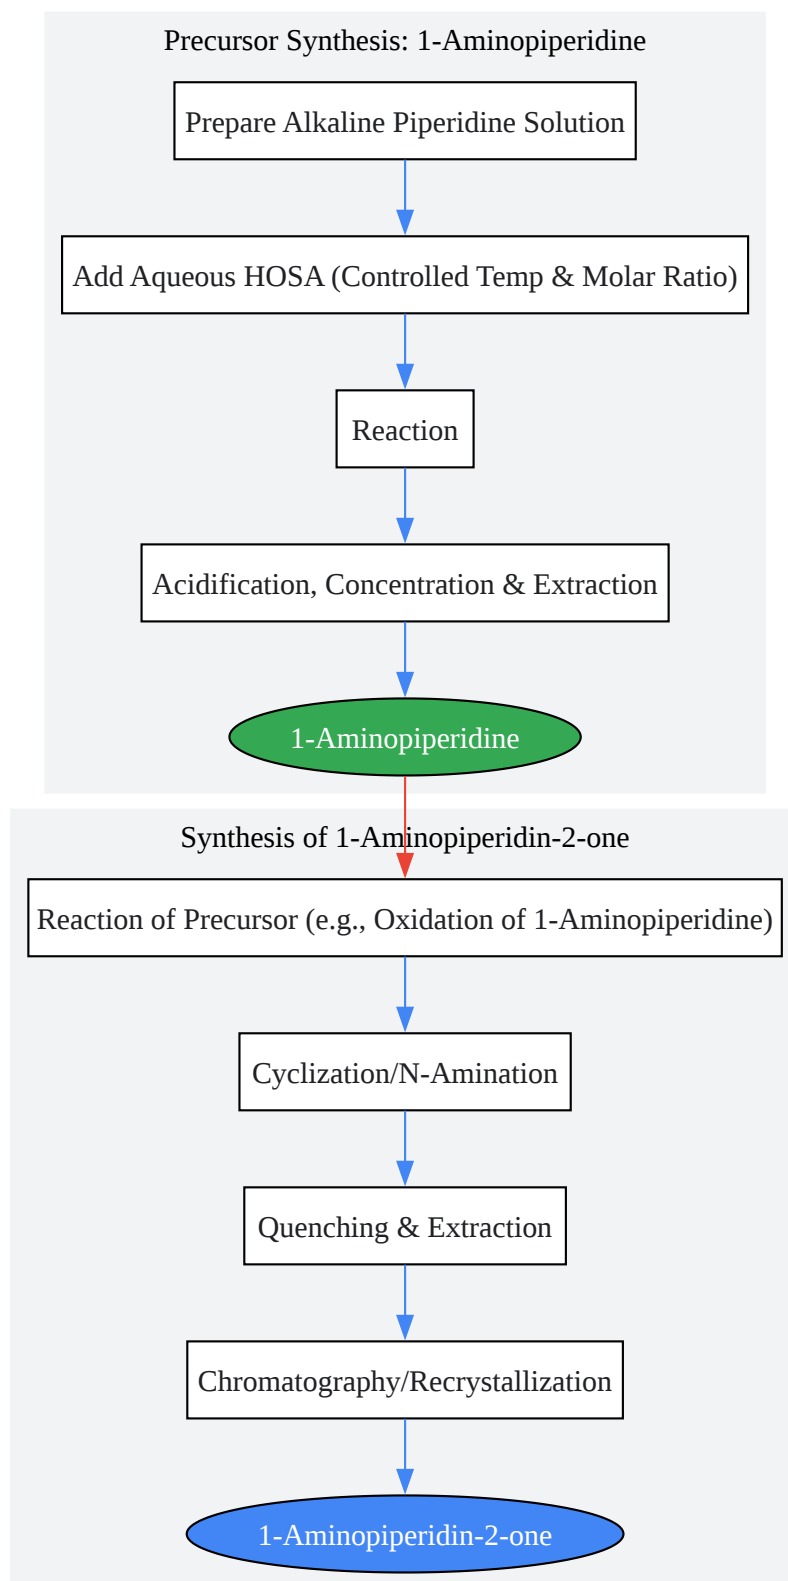 Precursor Synthesis: 1-Aminopiperidine
Prepare Alkaline Piperidine Solution
Add Aqueous HOSA (Controlled Temp & Molar Ratio)
Reaction
Acidification, Concentration & Extraction
1-Aminopiperidine
Synthesis of 1-Aminopiperidin-2-one
Reaction of Precursor (e.g., Oxidation of 1-Aminopiperidine)
Cyclization/N-Amination
Quenching & Extraction
Chromatography/Recrystallization
1-Aminopiperidin-2-one